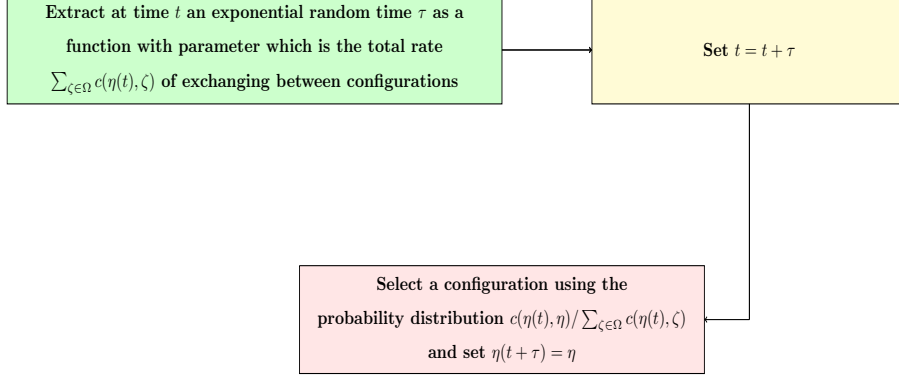 Extract at time t an exponential random time τ as a
function with parameter which is the total rate
∑_{ζ∈Ω} c(η(t), ζ) of exchanging between configurations
Set t = t + τ
Select a configuration using the
probability distribution c(η(t), η)/∑_{ζ∈Ω} c(η(t), ζ)
and set η(t + τ) = η